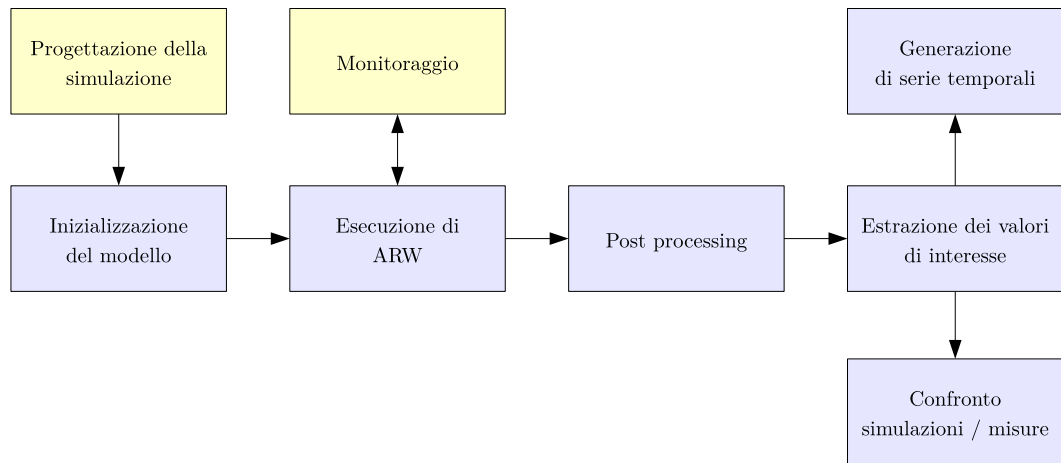 Progettazione della
simulazione
Monitoraggio
Generazione
di serie temporali
Inizializzazione
del modello
Esecuzione di
ARW
Post processing
Estrazione dei valori
di interesse
Confronto
simulazioni / misure